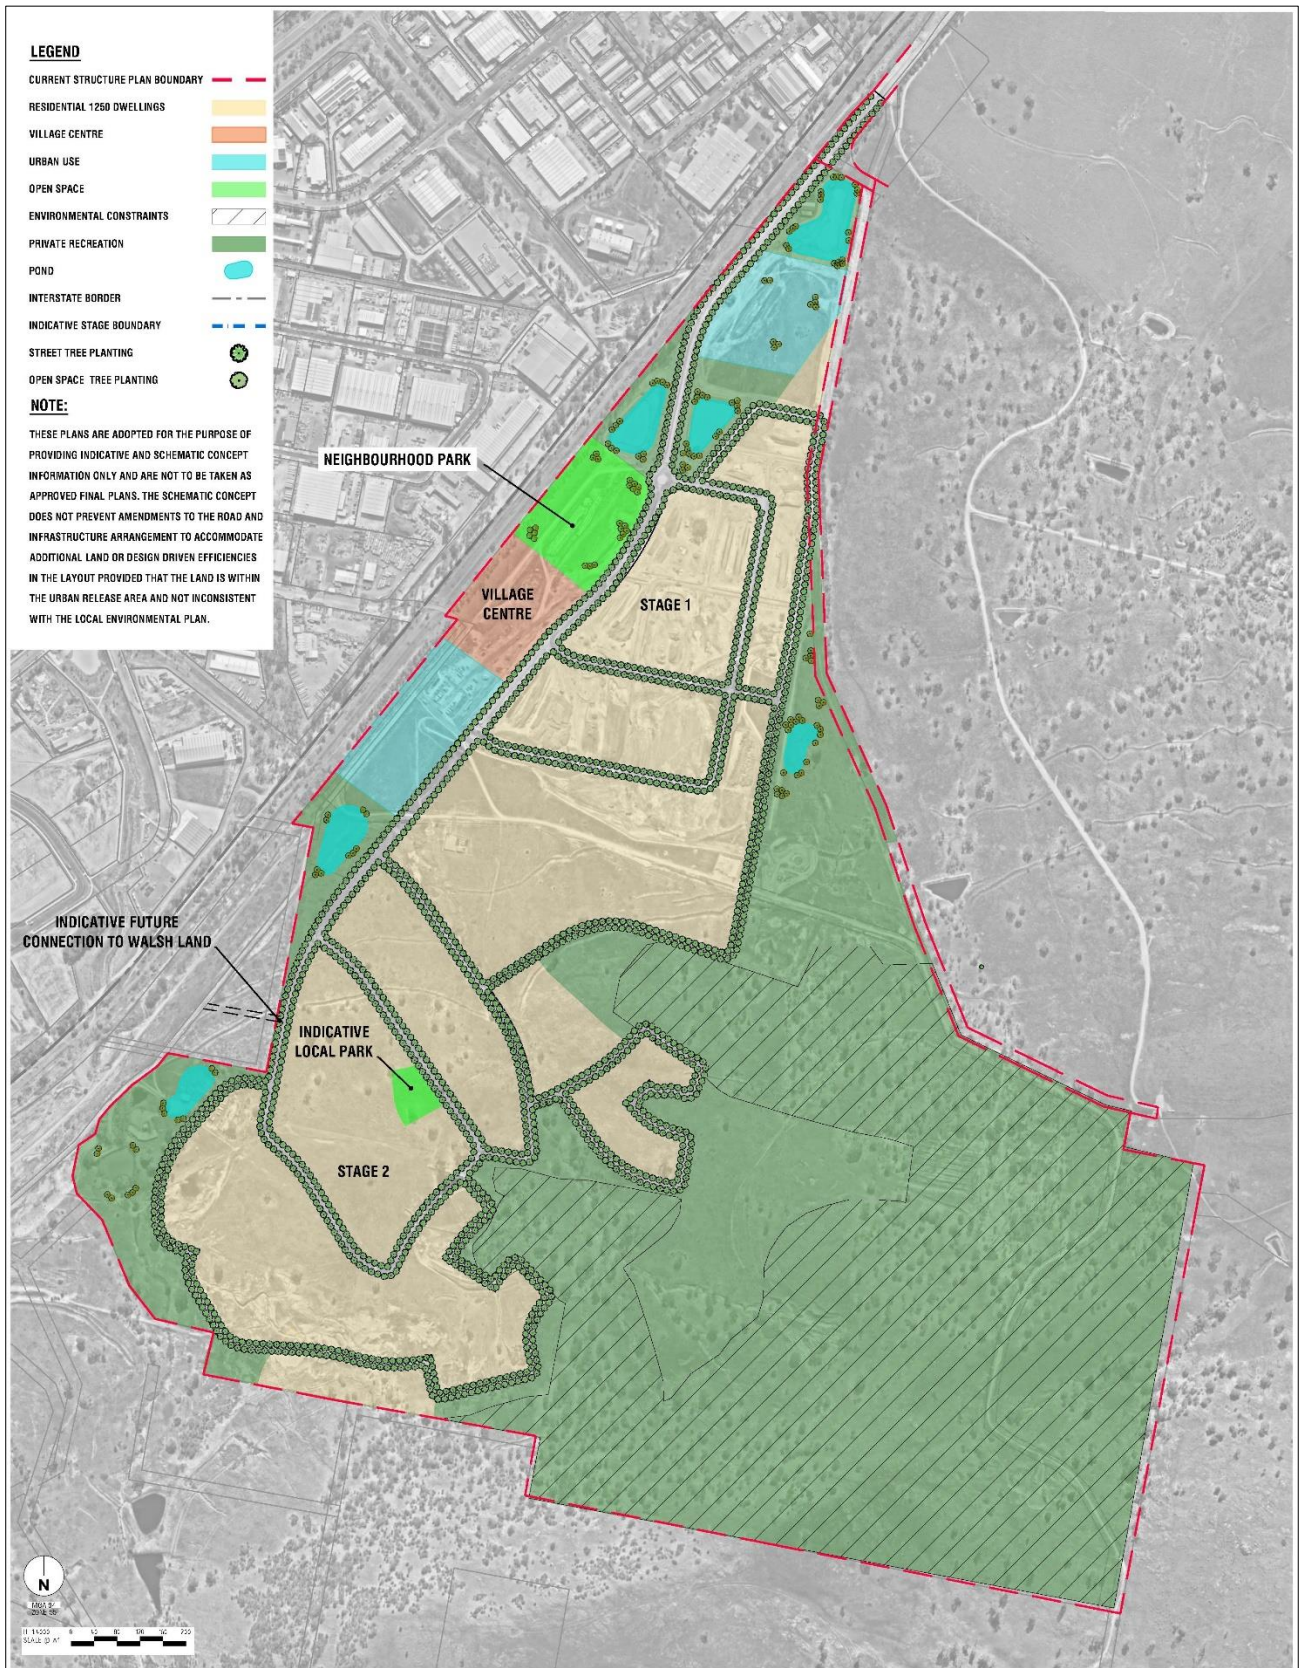 LEGEND
CURRENT STRUCTURE PLAN BOUNDARY
RESIDENTIAL 1250 DWELLINGS
VILLAGE CENTRE
URBAN USE
OPEN SPACE
ENVIRONMENTAL CONSTRAINTS
PRIVATE RECREATION
POND
INTERSTATE BORDER
INDICATIVE STAGE BOUNDARY
STREET TREE PLANTING
OPEN SPACE TREE PLANTING
NOTE:
THESE PLANS ARE ADOPTED FOR THE PURPOSE OF
PROVIDING INDICATIVE AND SCHEMATIC CONCEPT
INFORMATION ONLY AND ARE NOT TO BE TAKEN AS
APPROVED FINAL PLANS. THE SCHEMATIC CONCEPT
DOES NOT PREVENT AMENDMENTS TO THE ROAD AND
INFRASTRUCTURE ARRANGEMENT TO ACCOMMODATE
ADDITIONAL LAND OR DESIGN DRIVEN EFFICIENCIES
IN THE LAYOUT PROVIDED THAT THE LAND IS WITHIN
THE URBAN RELEASE AREA AND NOT INCONSISTENT
WITH THE LOCAL ENVIRONMENTAL PLAN.
NEIGHBOURHOOD PARK
VILLAGE
CENTRE
STAGE 1
INDICATIVE FUTURE
CONNECTION TO WALSH LAND
INDICATIVE
LOCAL PARK
STAGE 2
N
SCALE @ A1